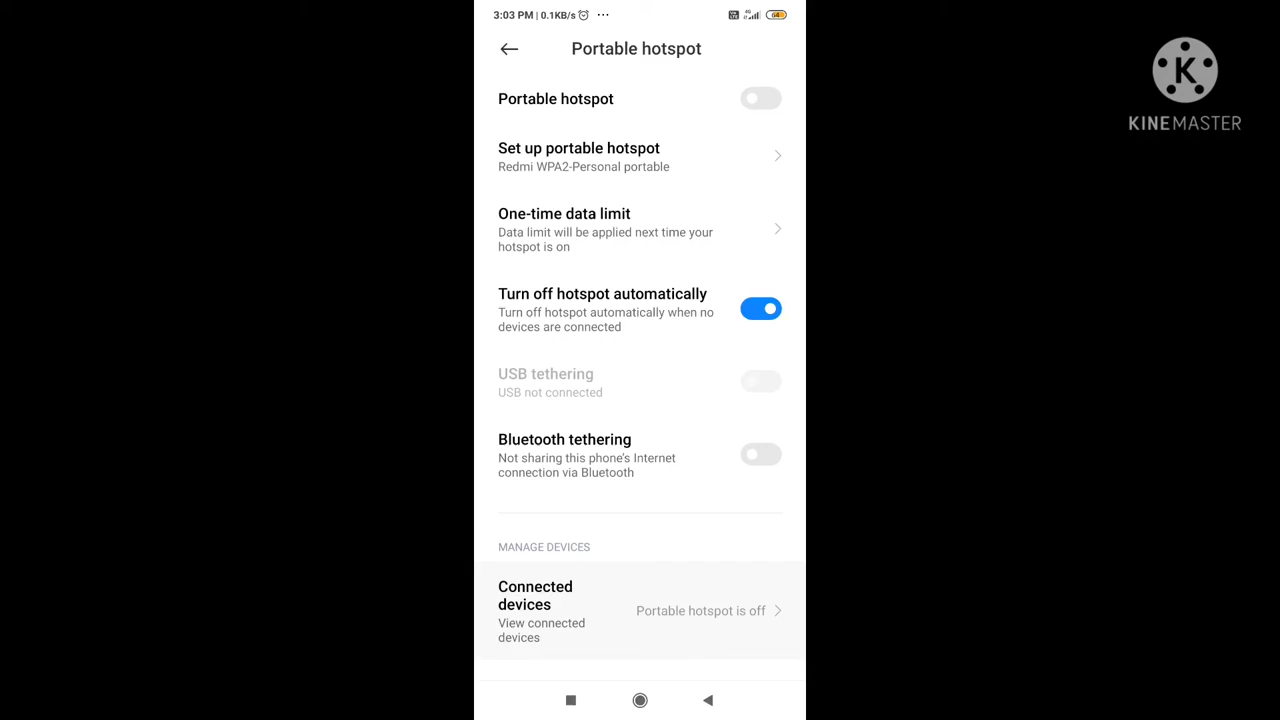 3:03 PM | 0.1KB/s ...
4G
64
Portable hotspot
K
KINEMASTER
Portable hotspot
Set up portable hotspot
Redmi WPA2-Personal portable
One-time data limit
Data limit will be applied next time your
hotspot is on
Turn off hotspot automatically
Turn off hotspot automatically when no
devices are connected
USB tethering
USB not connected
Bluetooth tethering
Not sharing this phone's Internet
connection via Bluetooth
MANAGE DEVICES
Connected
devices
Portable hotspot is off
View connected
devices